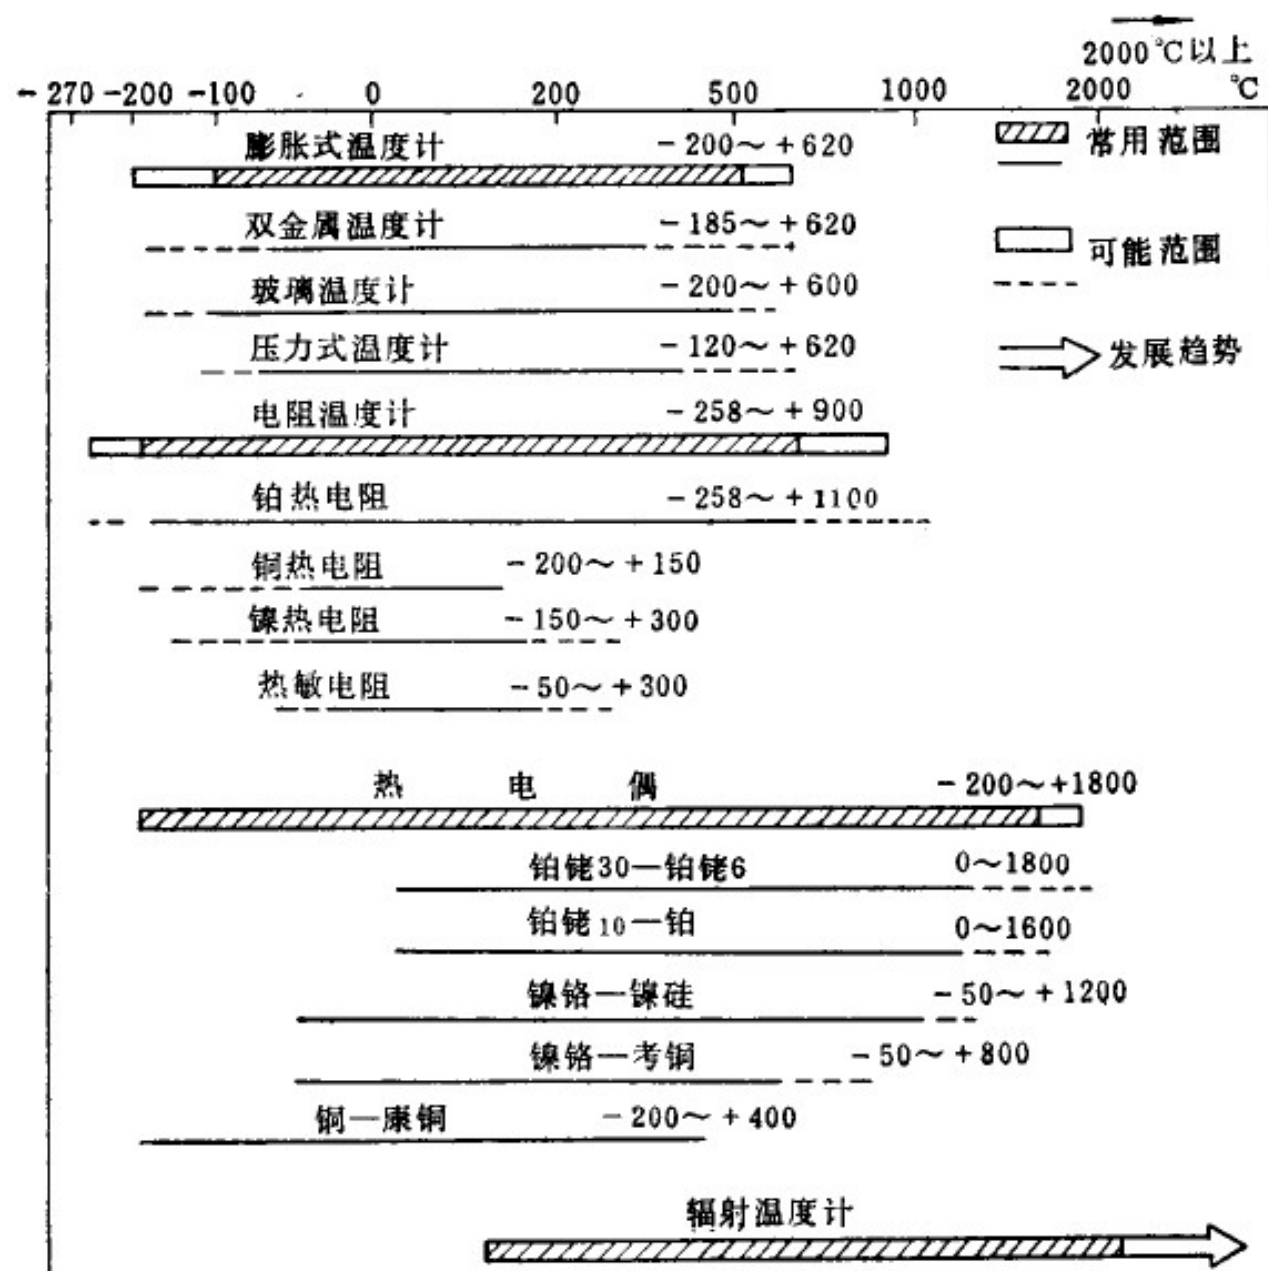 2000℃以上
-270 -200 -100 0 200 500 1000 2000 ℃
常用范围
膨胀式温度计 -200～+620
双金属温度计 -185～+620
可能范围
玻璃温度计 -200～+600
压力式温度计 -120～+620
发展趋势
电阻温度计 -258～+900
铂热电阻 -258～+1100
铜热电阻 -200～+150
镍热电阻 -150～+300
热敏电阻 -50～+300
热电偶 -200～+1800
铂铑30—铂铑6 0～1800
铂铑10—铂 0～1600
镍铬—镍硅 -50～+1200
镍铬—考铜 -50～+800
铜—康铜 -200～+400
辐射温度计